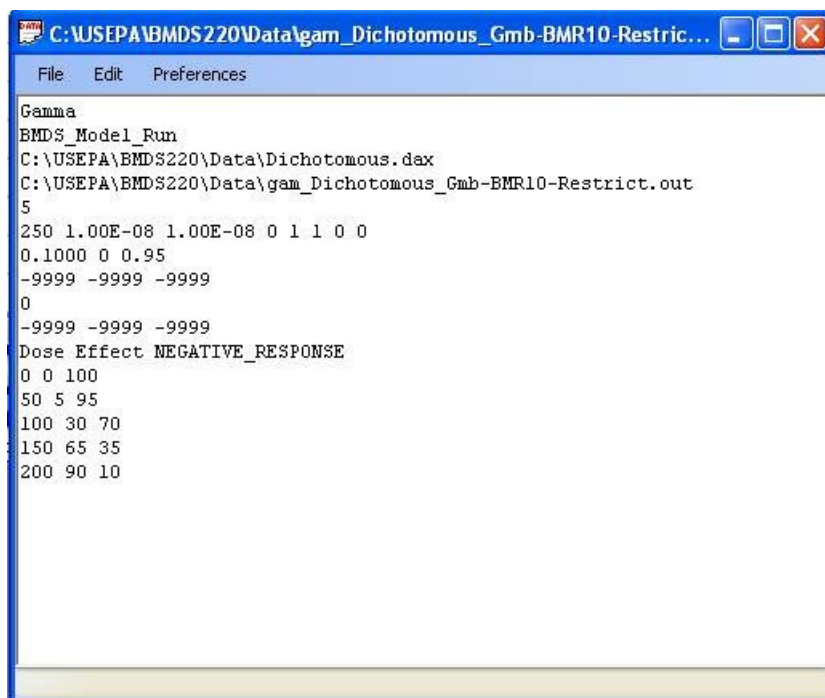 C:\USEPA\BMDS220\Data\gam_Dichotomous_Gmb-BMR10-Restric...
File Edit Preferences
Gamma
BMDS_Model_Run
C:\USEPA\BMDS220\Data\Dichotomous.dax
C:\USEPA\BMDS220\Data\gam_Dichotomous_Gmb-BMR10-Restrict.out
5
250 1.00E-08 1.00E-08 0 1 1 0 0
0.1000 0 0.95
-9999 -9999 -9999
0
-9999 -9999 -9999
Dose Effect NEGATIVE_RESPONSE
0 0 100
50 5 95
100 30 70
150 65 35
200 90 10